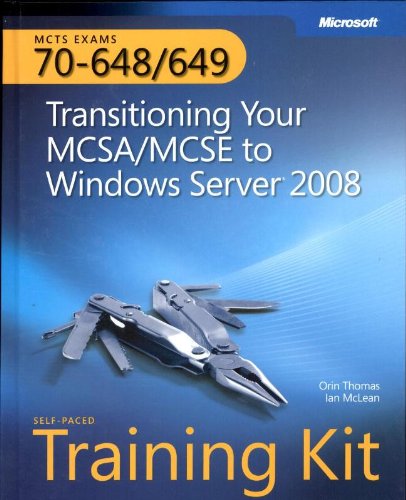 Microsoft
MCTS EXAMS
70-648/649
Transitioning Your
MCSA/MCSE to
Windows Server 2008
Orin Thomas
Ian McLean
SELF-PACED
Training Kit